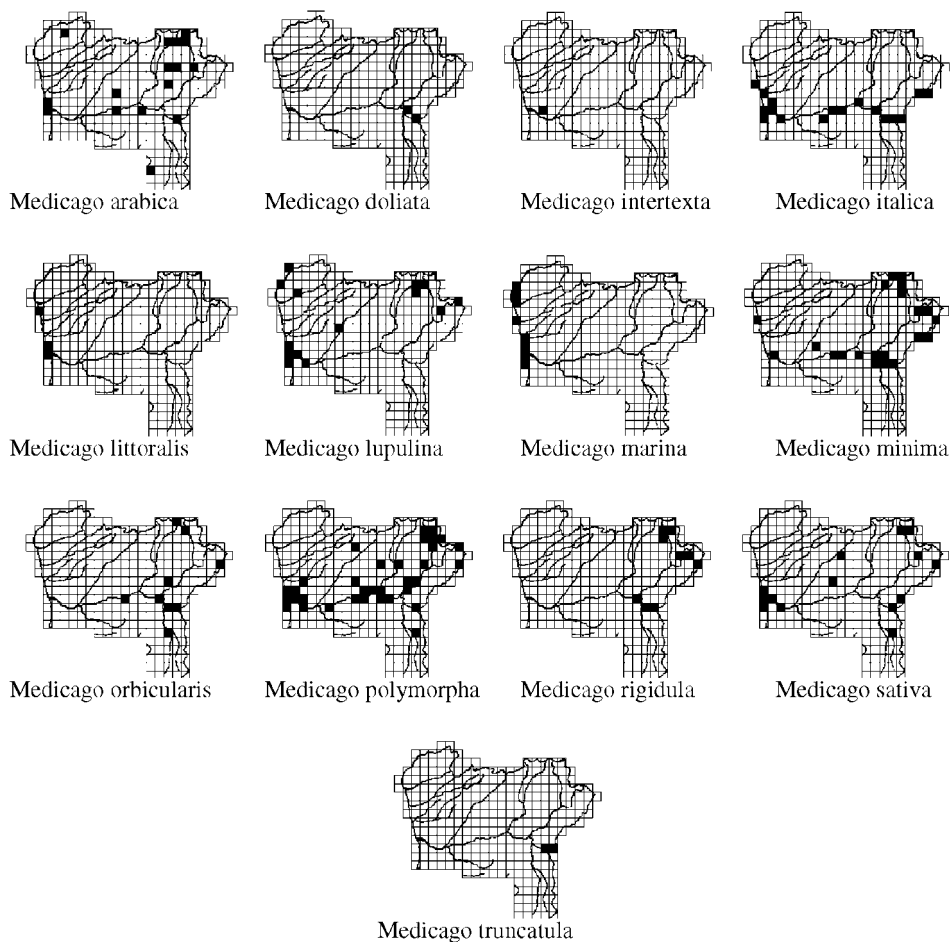 Medicago arabica
Medicago doliata
Medicago intertexta
Medicago italica
Medicago littoralis
Medicago lupulina
Medicago marina
Medicago minima
Medicago orbicularis
Medicago polymorpha
Medicago rigidula
Medicago sativa
Medicago truncatula